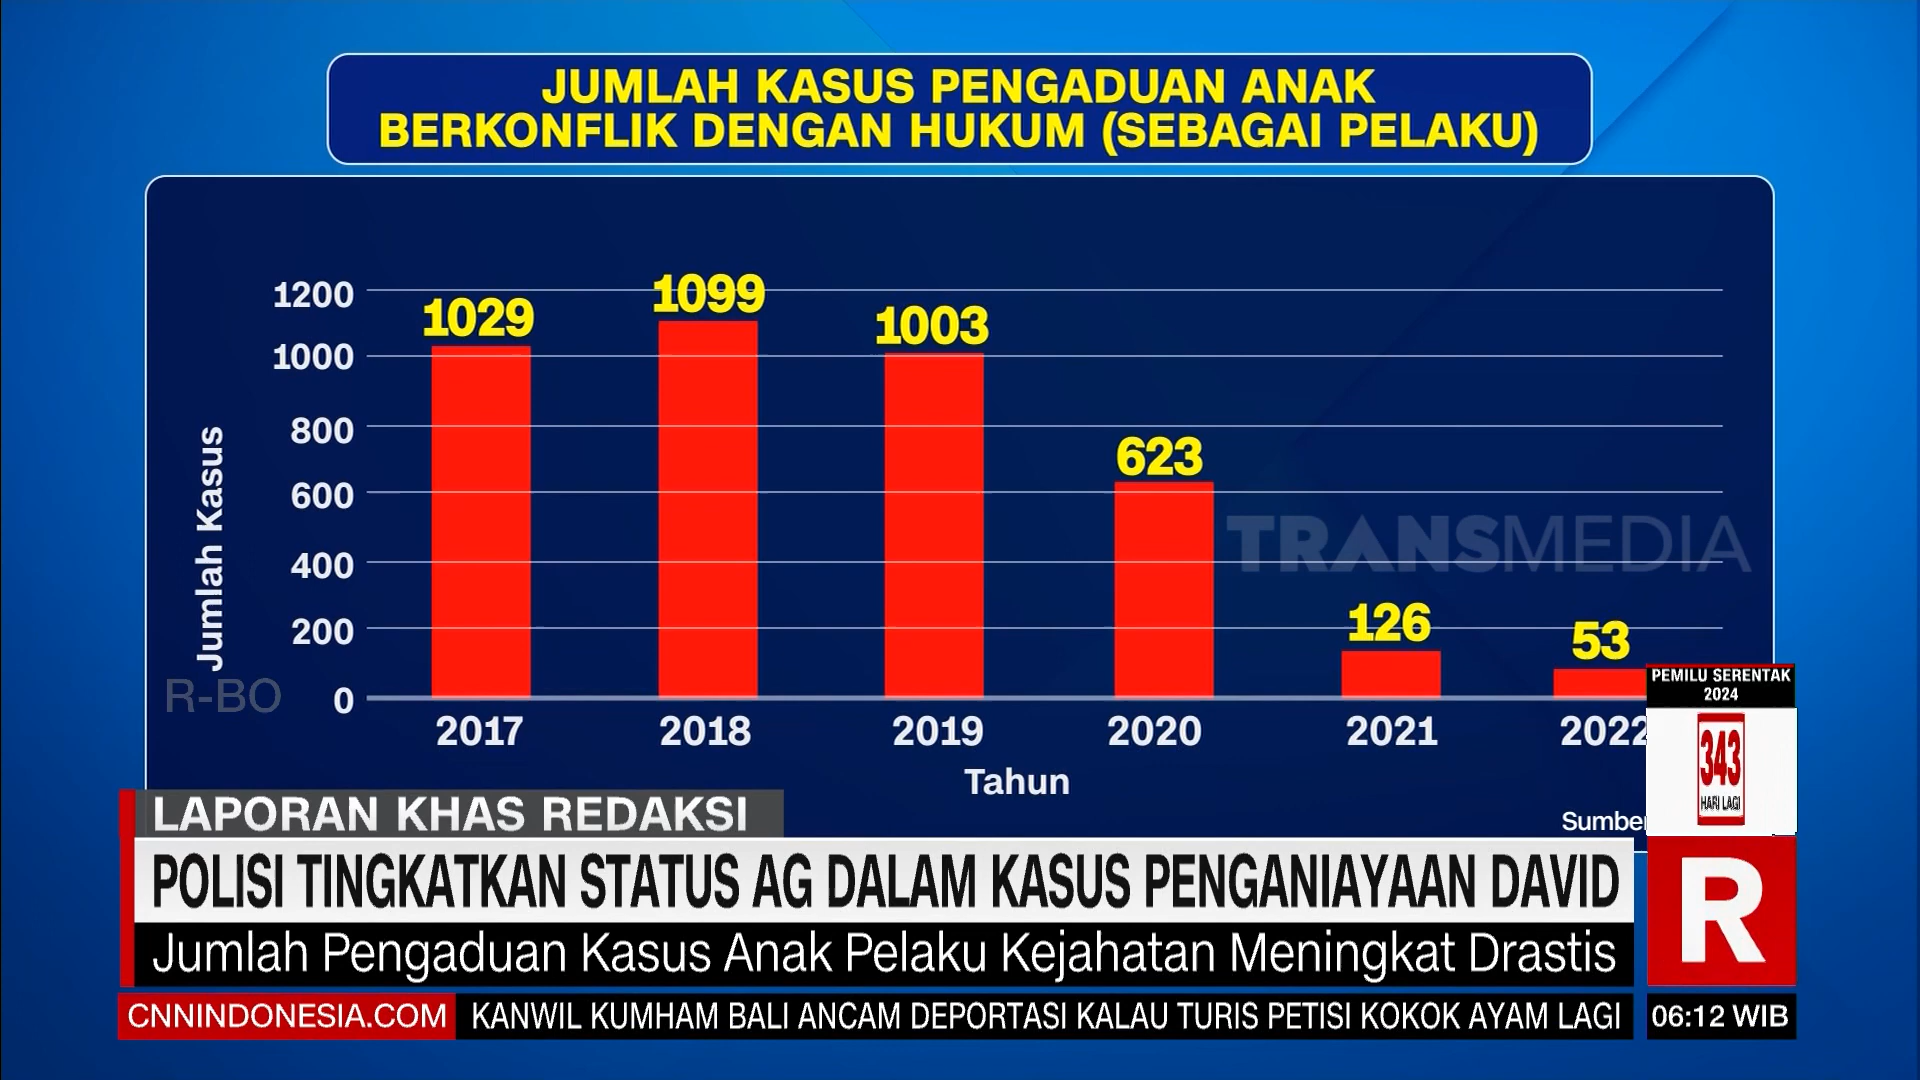 JUMLAH KASUS PENGADUAN ANAK
BERKONFLIK DENGAN HUKUM (SEBAGAI PELAKU)
Jumlah Kasus
1200
1000
800
600
400
200
0
1029
1099
1003
623
126
53
2017
2018
2019
2020
2021
2022
Tahun
TRANSMEDIA
R-BO
Sumber
PEMILU SERENTAK
2024
343
HARI LAGI
LAPORAN KHAS REDAKSI
POLISI TINGKATKAN STATUS AG DALAM KASUS PENGANIAYAAN DAVID
Jumlah Pengaduan Kasus Anak Pelaku Kejahatan Meningkat Drastis
R
CNNINDONESIA.COM
KANWIL KUMHAM BALI ANCAM DEPORTASI KALAU TURIS PETISI KOKOK AYAM LAGI
06:12 WIB